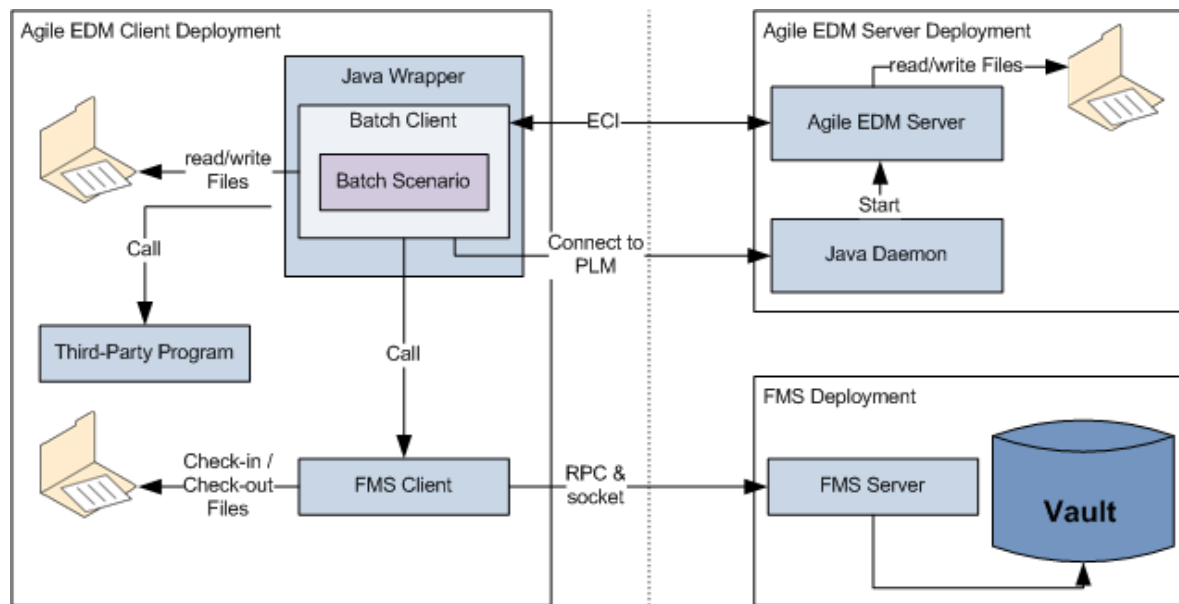 Agile EDM Client Deployment
Java Wrapper
Batch Client
Batch Scenario
read/write
Files
Call
Third-Party Program
Call
Check-in /
Check-out
Files
FMS Client
ECI
Connect to
PLM
RPC &
socket
Agile EDM Server Deployment
read/write Files
Agile EDM Server
Start
Java Daemon
FMS Deployment
FMS Server
Vault